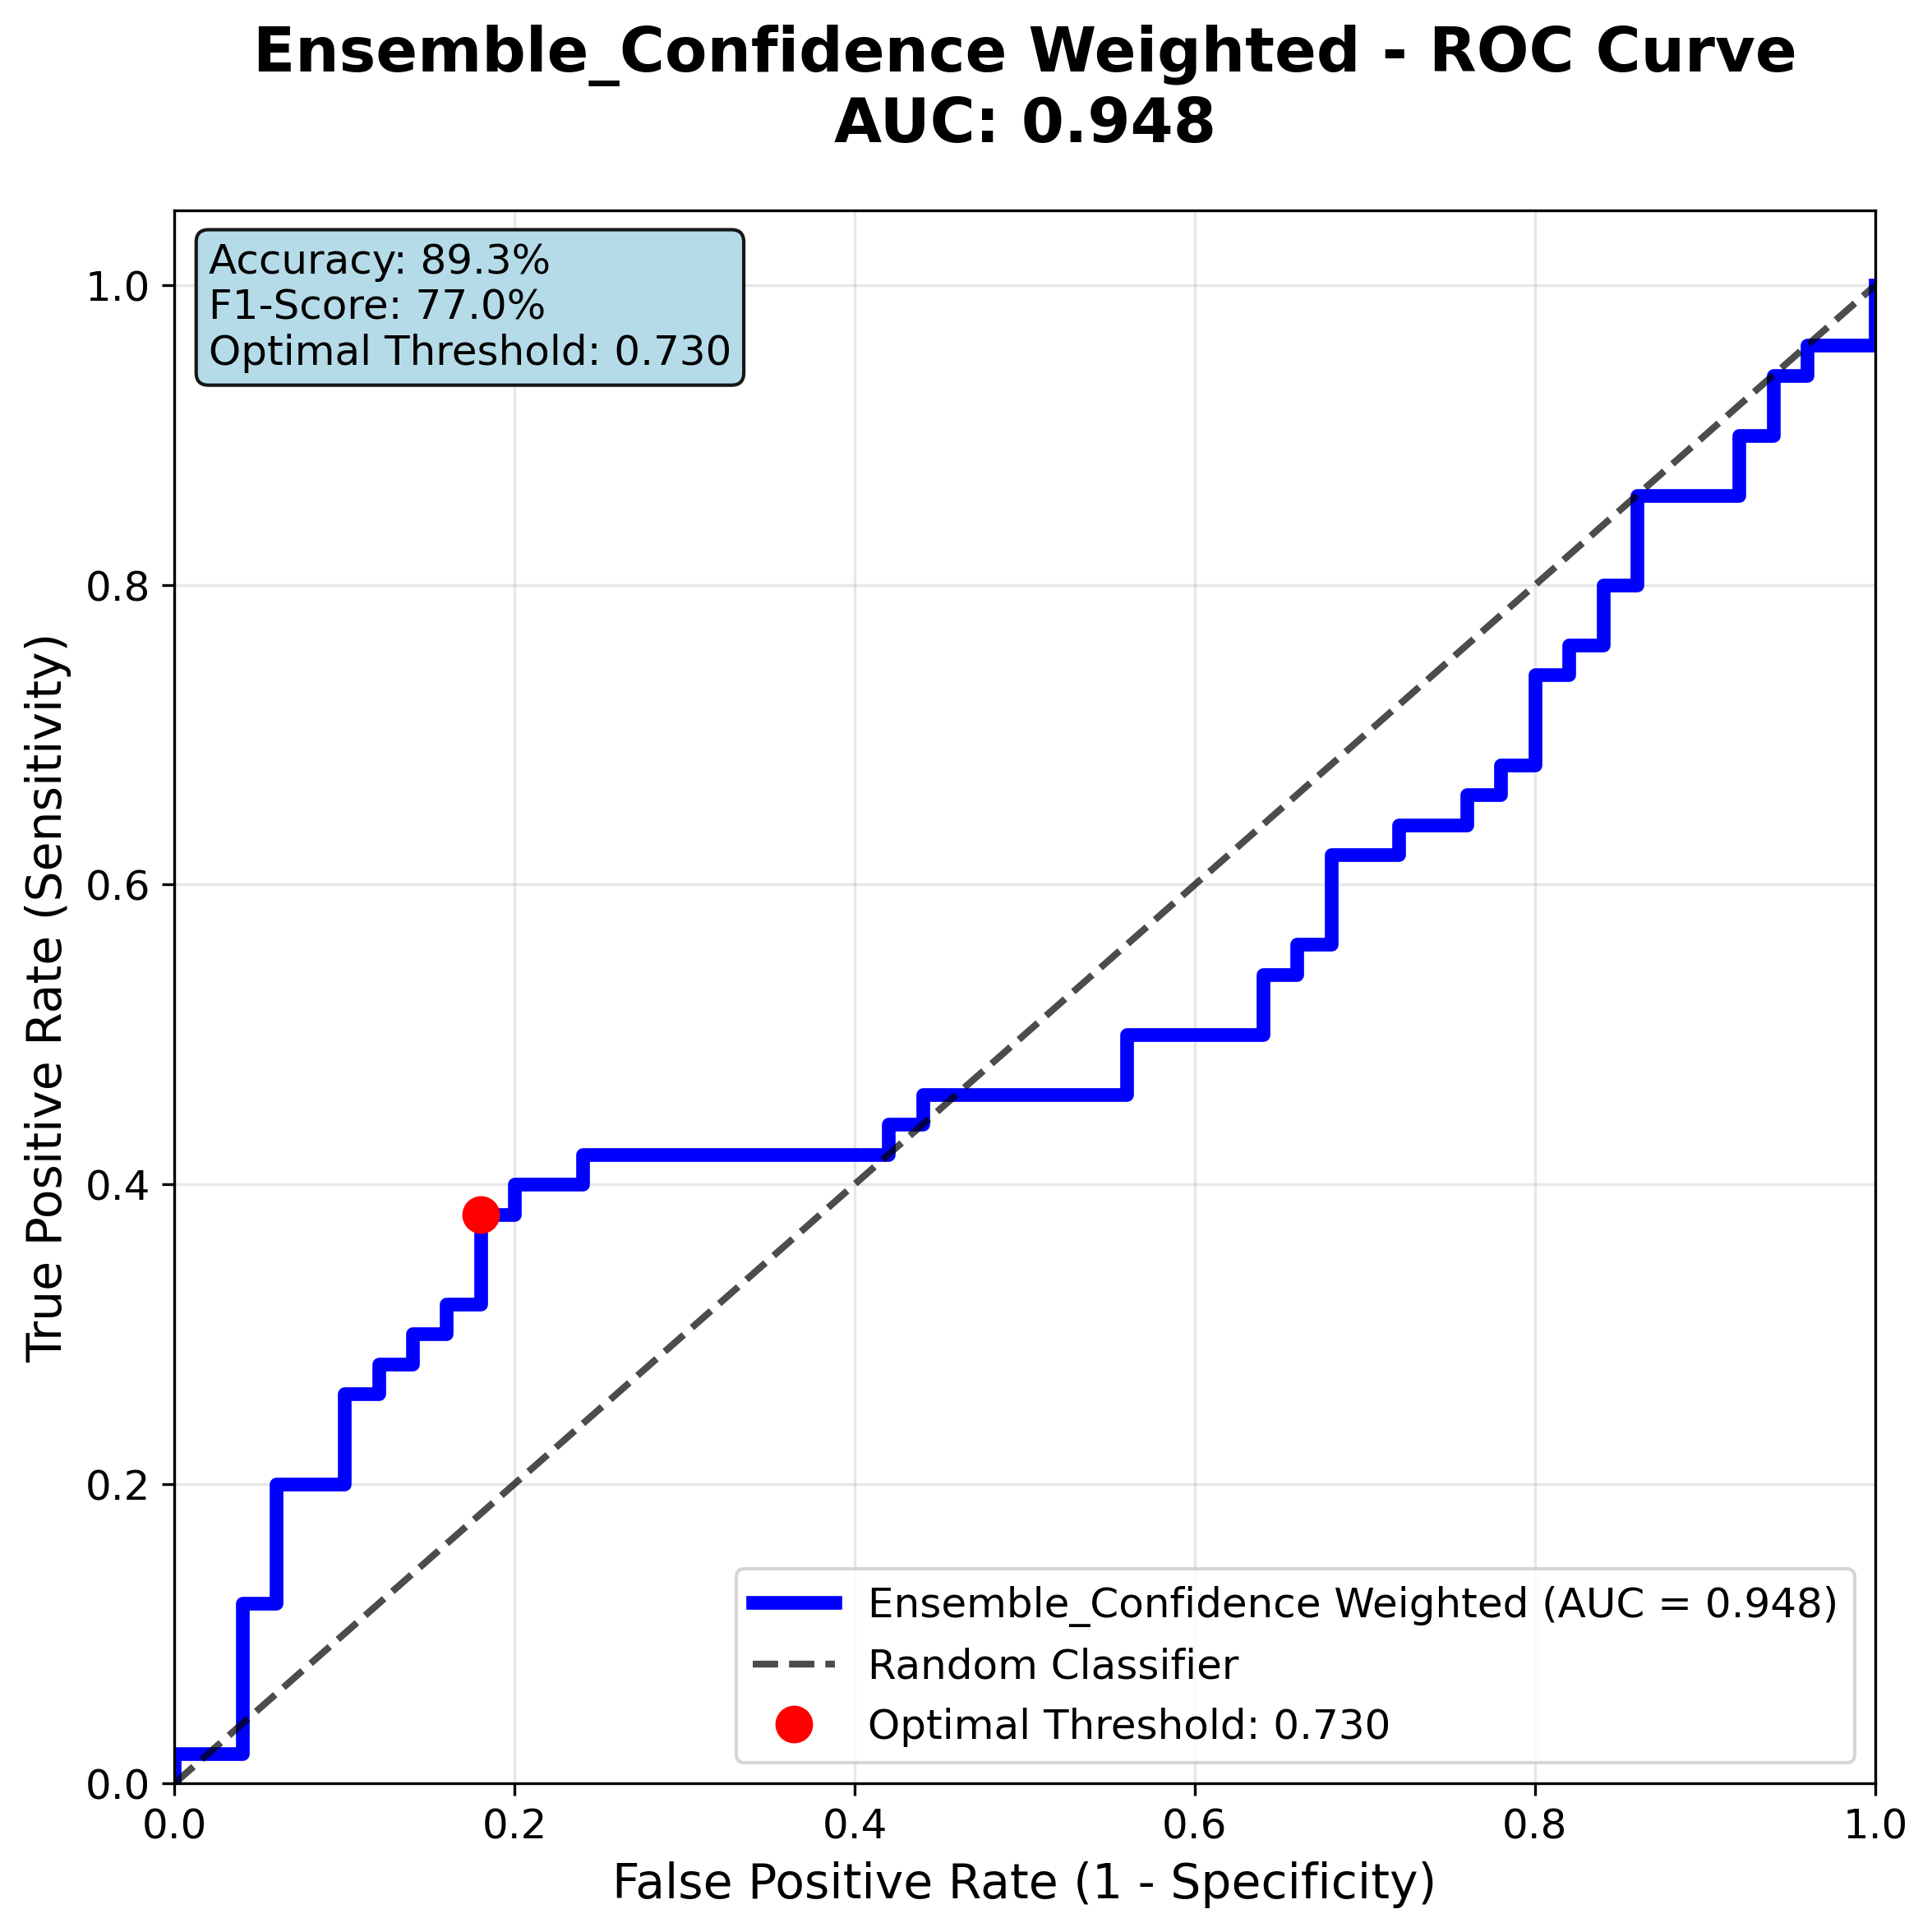 Ensemble_Confidence Weighted - ROC Curve
AUC: 0.948
Accuracy: 89.3%
F1-Score: 77.0%
Optimal Threshold: 0.730
True Positive Rate (Sensitivity)
1.0
0.8
0.6
0.4
0.2
0.0
Ensemble_Confidence Weighted (AUC = 0.948)
Random Classifier
Optimal Threshold: 0.730
0.0 0.2 0.4 0.6 0.8 1.0
False Positive Rate (1 - Specificity)